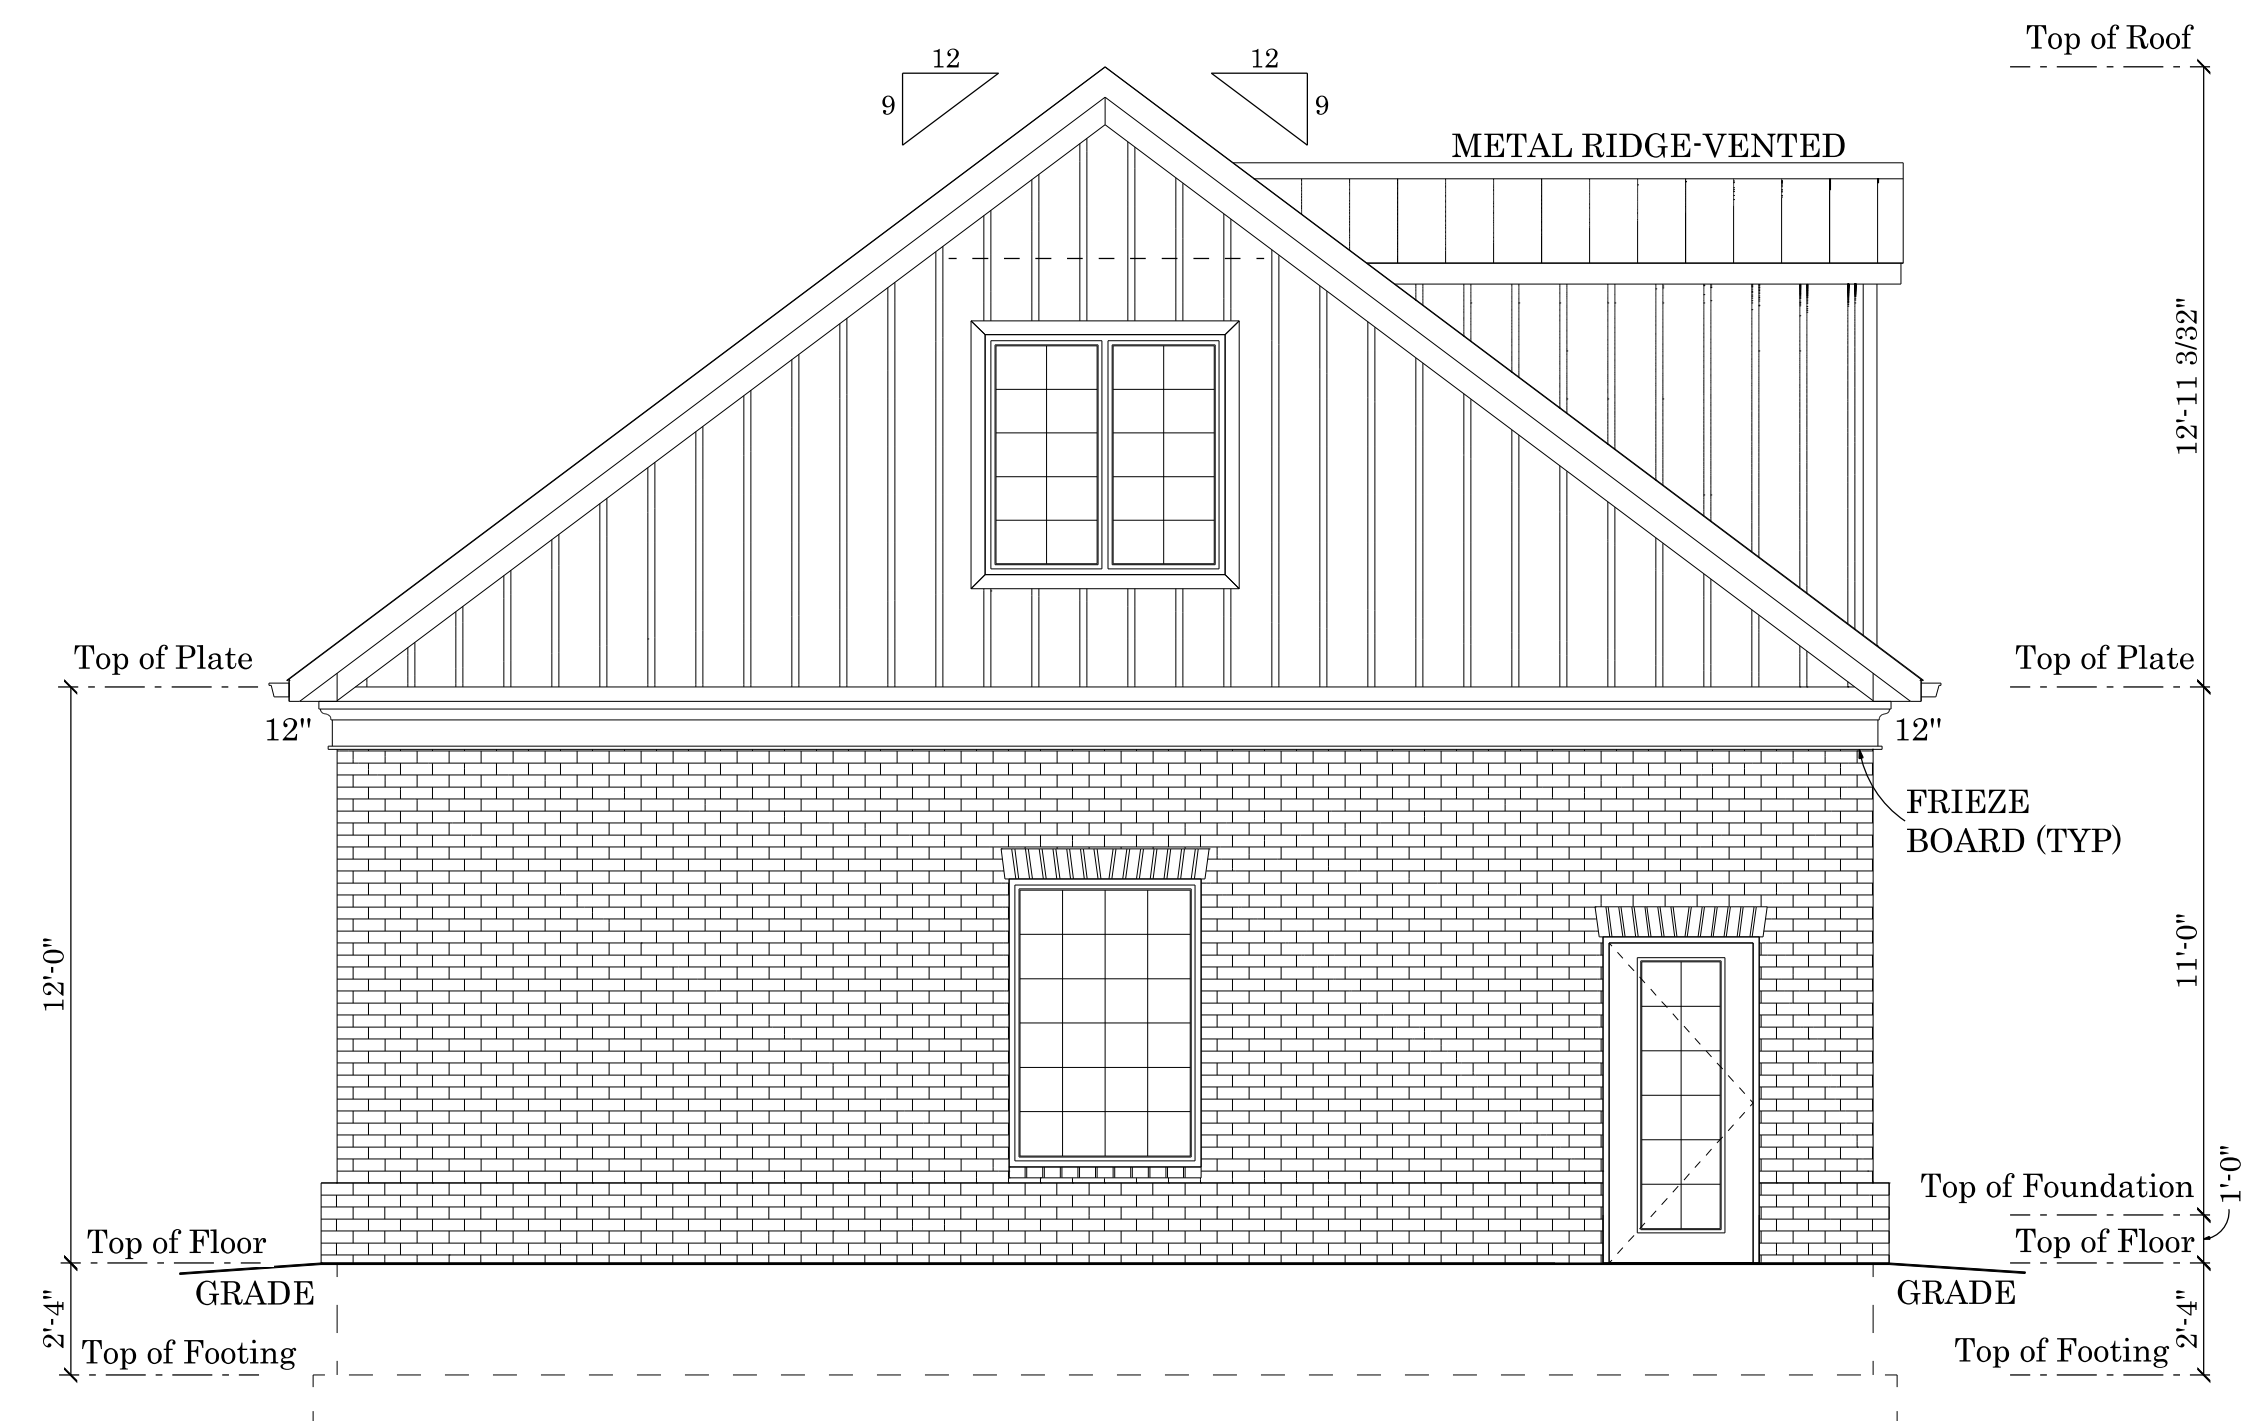 Top of Roof
12
12
9
9
METAL RIDGE-VENTED
12'-11 3/32"
Top of Plate
Top of Plate
12"
12"
FRIEZE
BOARD (TYP)
12'-0"
11'-0"
Top of Foundation
1'-0"
Top of Floor
Top of Floor
GRADE
GRADE
2'-4"
2'-4"
Top of Footing
Top of Footing